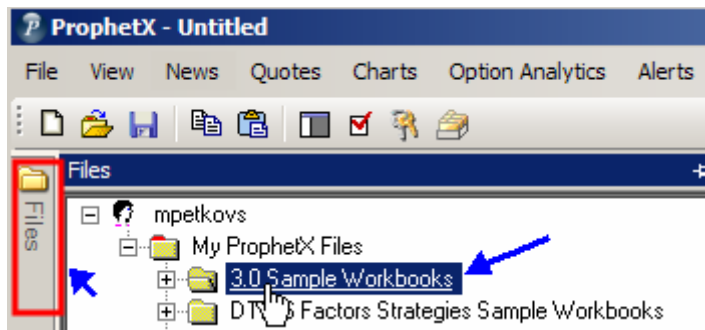 ProphetX - Untitled
File View News Quotes Charts Option Analytics Alerts
Files
Files
mpetkovs
My ProphetX Files
3.0 Sample Workbooks
Factors Strategies Sample Workbooks